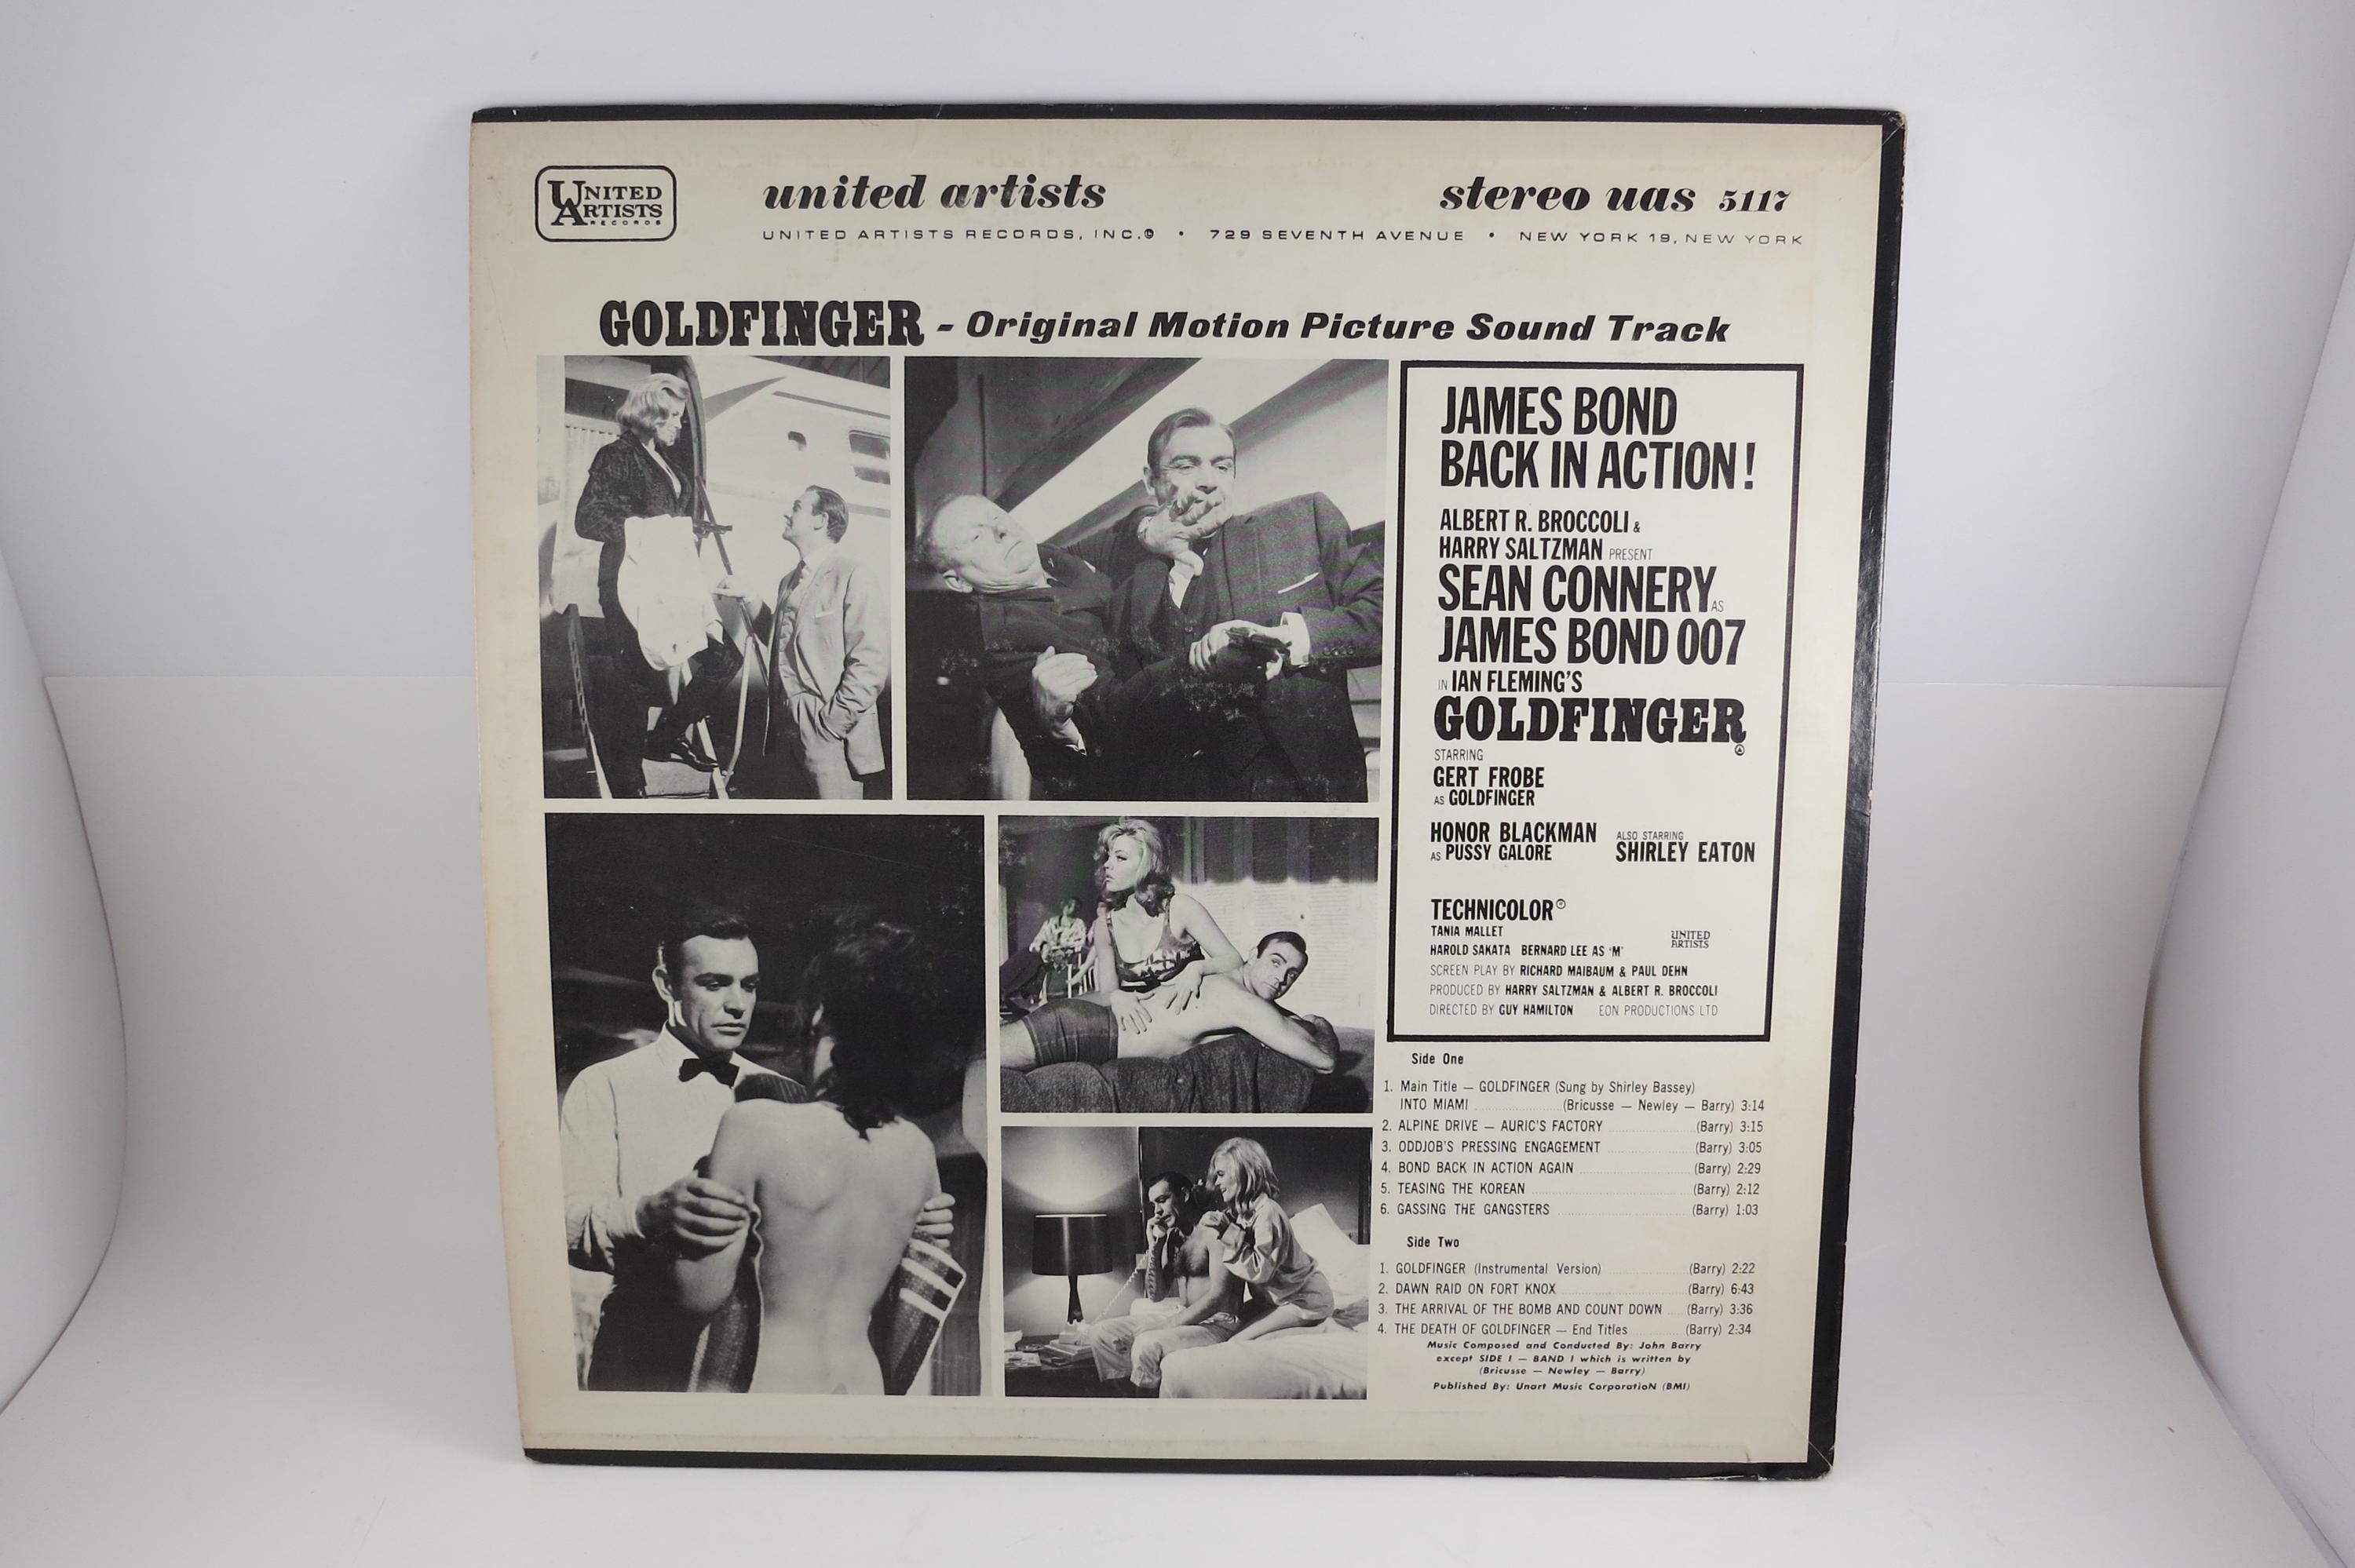 UNITED
ARTISTS
RECORDS
united artists
stereo uas 5117
UNITED ARTISTS RECORDS, INC.® • 729 SEVENTH AVENUE • NEW YORK 19, NEW YORK
GOLDFINGER - Original Motion Picture Sound Track
JAMES BOND
BACK IN ACTION!
ALBERT R. BROCCOLI &
HARRY SALTZMAN PRESENT
SEAN CONNERY AS
JAMES BOND 007
IN IAN FLEMING'S
GOLDFINGER
STARRING
GERT FROBE
AS GOLDFINGER
HONOR BLACKMAN
AS PUSSY GALORE
ALSO STARRING
SHIRLEY EATON
TECHNICOLOR®
TANIA MALLET
HAROLD SAKATA BERNARD LEE AS 'M'
UNITED
ARTISTS
SCREEN PLAY BY RICHARD MAIBAUM & PAUL DEHN
PRODUCED BY HARRY SALTZMAN & ALBERT R. BROCCOLI
DIRECTED BY GUY HAMILTON EON PRODUCTIONS LTD
Side One
1. Main Title — GOLDFINGER (Sung by Shirley Bassey)
INTO MIAMI (Bricusse — Newley — Barry) 3:14
2. ALPINE DRIVE — AURIC'S FACTORY (Barry) 3:15
3. ODDJOB'S PRESSING ENGAGEMENT (Barry) 3:05
4. BOND BACK IN ACTION AGAIN (Barry) 2:29
5. TEASING THE KOREAN (Barry) 2:12
6. GASSING THE GANGSTERS (Barry) 1:03
Side Two
1. GOLDFINGER (Instrumental Version) (Barry) 2:22
2. DAWN RAID ON FORT KNOX (Barry) 6:43
3. THE ARRIVAL OF THE BOMB AND COUNT DOWN (Barry) 3:36
4. THE DEATH OF GOLDFINGER — End Titles (Barry) 2:34
Music Composed and Conducted By: John Barry
except SIDE I — BAND I which is written by
(Bricusse — Newley — Barry)
Published By: Unart Music CorporatioN (BMI)